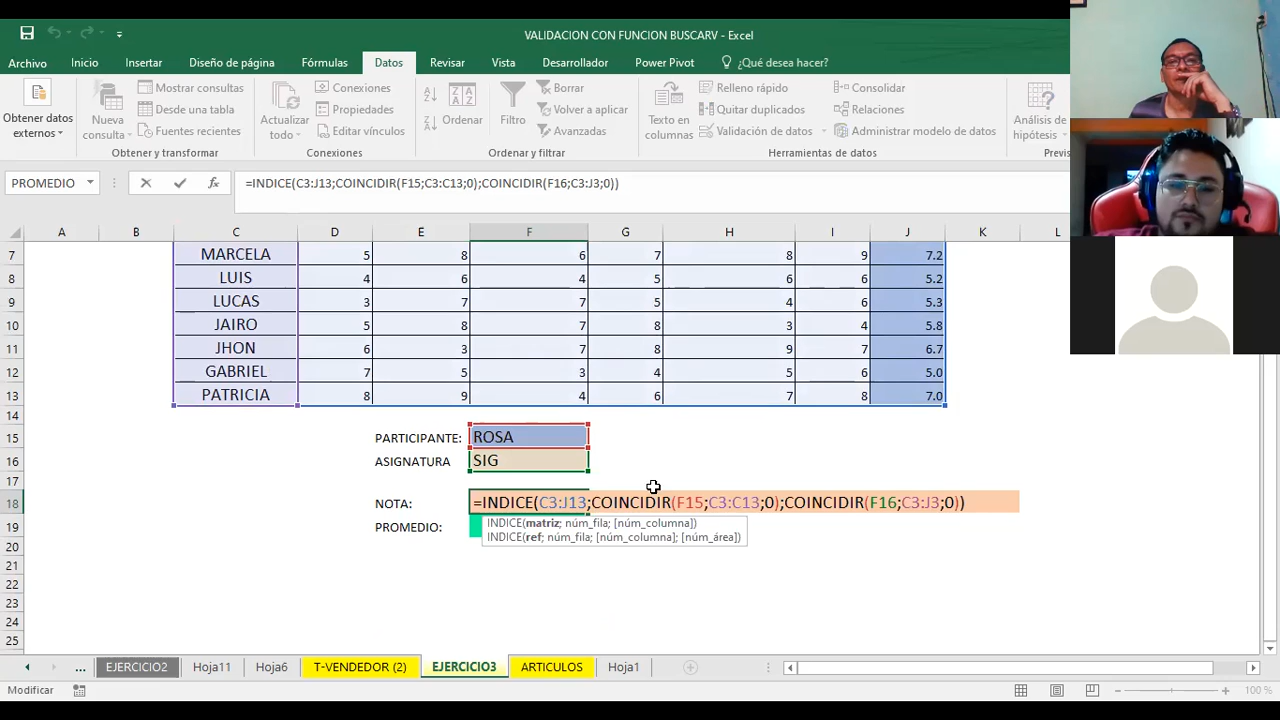 VALIDACION CON FUNCION BUSCARV - Excel
Archivo Inicio Insertar Diseño de página Fórmulas Datos Revisar Vista Desarrollador Power Pivot ¿Qué desea hacer?
Obtener datos externos
Nueva consulta
Mostrar consultas
Desde una tabla
Fuentes recientes
Obtener y transformar
Actualizar todo
Conexiones
Propiedades
Editar vínculos
Conexiones
Ordenar
Filtro
Borrar
Volver a aplicar
Avanzadas
Ordenar y filtrar
Texto en columnas
Relleno rápido
Quitar duplicados
Validación de datos
Consolidar
Relaciones
Administrar modelo de datos
Herramientas de datos
Análisis de hipótesis
Previs
PROMEDIO =INDICE(C3:J13;COINCIDIR(F15;C3:C13;0);COINCIDIR(F16;C3:J3;0))
A B C D E F G H I J K L
7 MARCELA 5 8 6 7 8 9 7.2
8 LUIS 4 6 4 5 6 6 5.2
9 LUCAS 3 7 7 5 4 6 5.3
10 JAIRO 5 8 7 8 3 4 5.8
11 JHON 6 3 7 8 9 7 6.7
12 GABRIEL 7 5 3 4 5 6 5.0
13 PATRICIA 8 9 4 6 7 8 7.0
14
15 PARTICIPANTE: ROSA
16 ASIGNATURA SIG
17
18 NOTA: =INDICE(C3:J13;COINCIDIR(F15;C3:C13;0);COINCIDIR(F16;C3:J3;0))
INDICE(matriz; núm_fila; [núm_columna])
19 PROMEDIO:
INDICE(ref; núm_fila; [núm_columna]; [núm_área])
20
21
22
23
24
25
... EJERCICIO2 Hoja11 Hoja6 T-VENDEDOR (2) EJERCICIO3 ARTICULOS Hoja1
Modificar 100 %